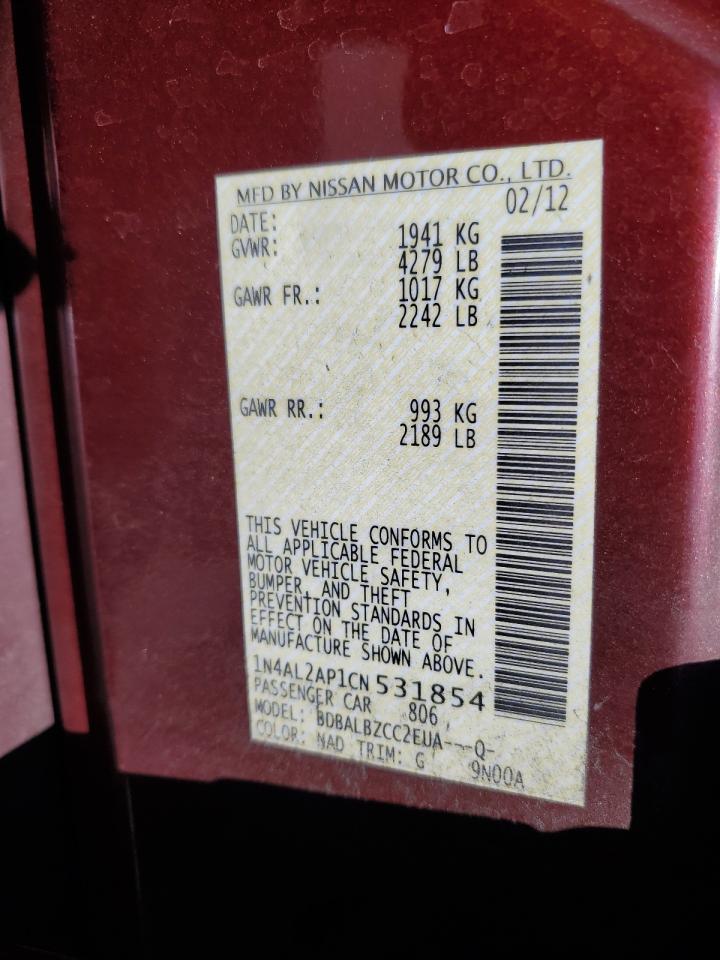 MFD BY NISSAN MOTOR CO., LTD.
DATE: 02/12
GVWR: 1941 KG
4279 LB
GAWR FR.: 1017 KG
2242 LB
GAWR RR.: 993 KG
2189 LB
THIS VEHICLE CONFORMS TO
ALL APPLICABLE FEDERAL
MOTOR VEHICLE SAFETY,
BUMPER, AND THEFT
PREVENTION STANDARDS IN
EFFECT ON THE DATE OF
MANUFACTURE SHOWN ABOVE.
1N4AL2AP1CN531854
PASSENGER CAR 806
MODEL: BDBALBZCC2EUA---Q-
COLOR: NAD TRIM: G 9N00A